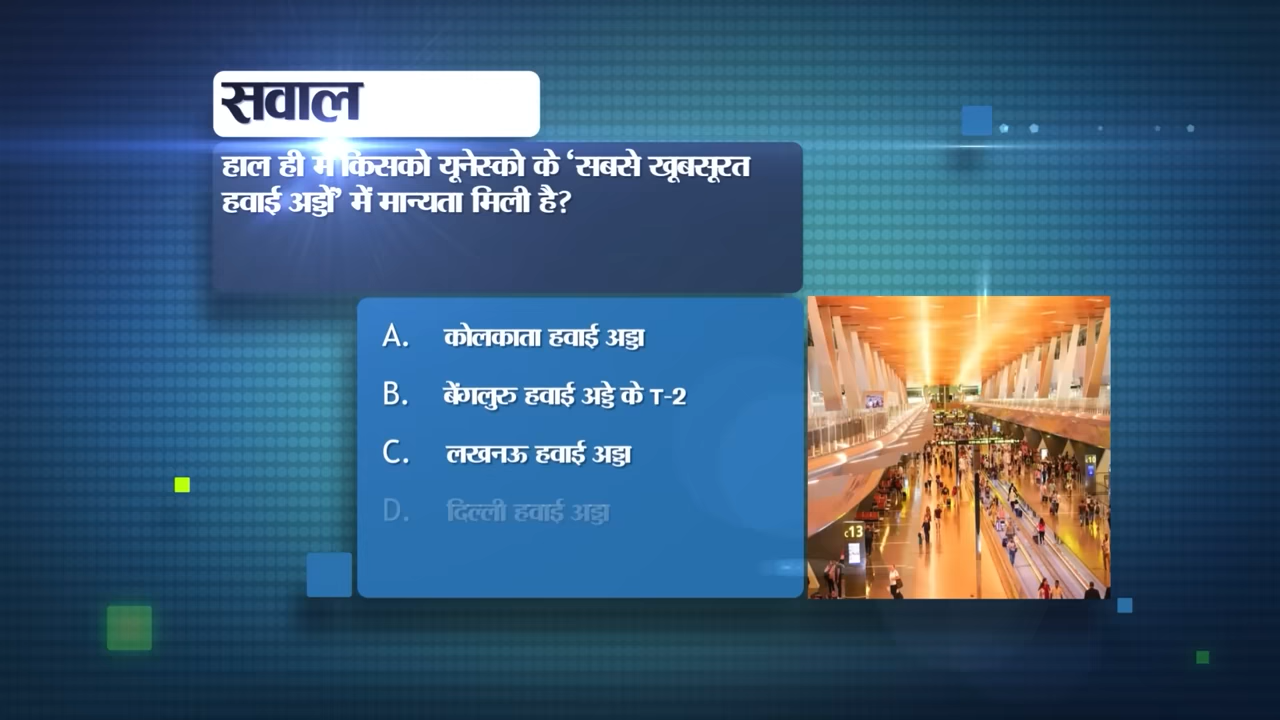 सवाल
हाल ही में किसको यूनेस्को के ‘सबसे खूबसूरत
हवाई अड्डों’ में मान्यता मिली है?
A. कोलकाता हवाई अड्डा
B. बेंगलुरु हवाई अड्डे के T-2
C. लखनऊ हवाई अड्डा
D. दिल्ली हवाई अड्डा
c13